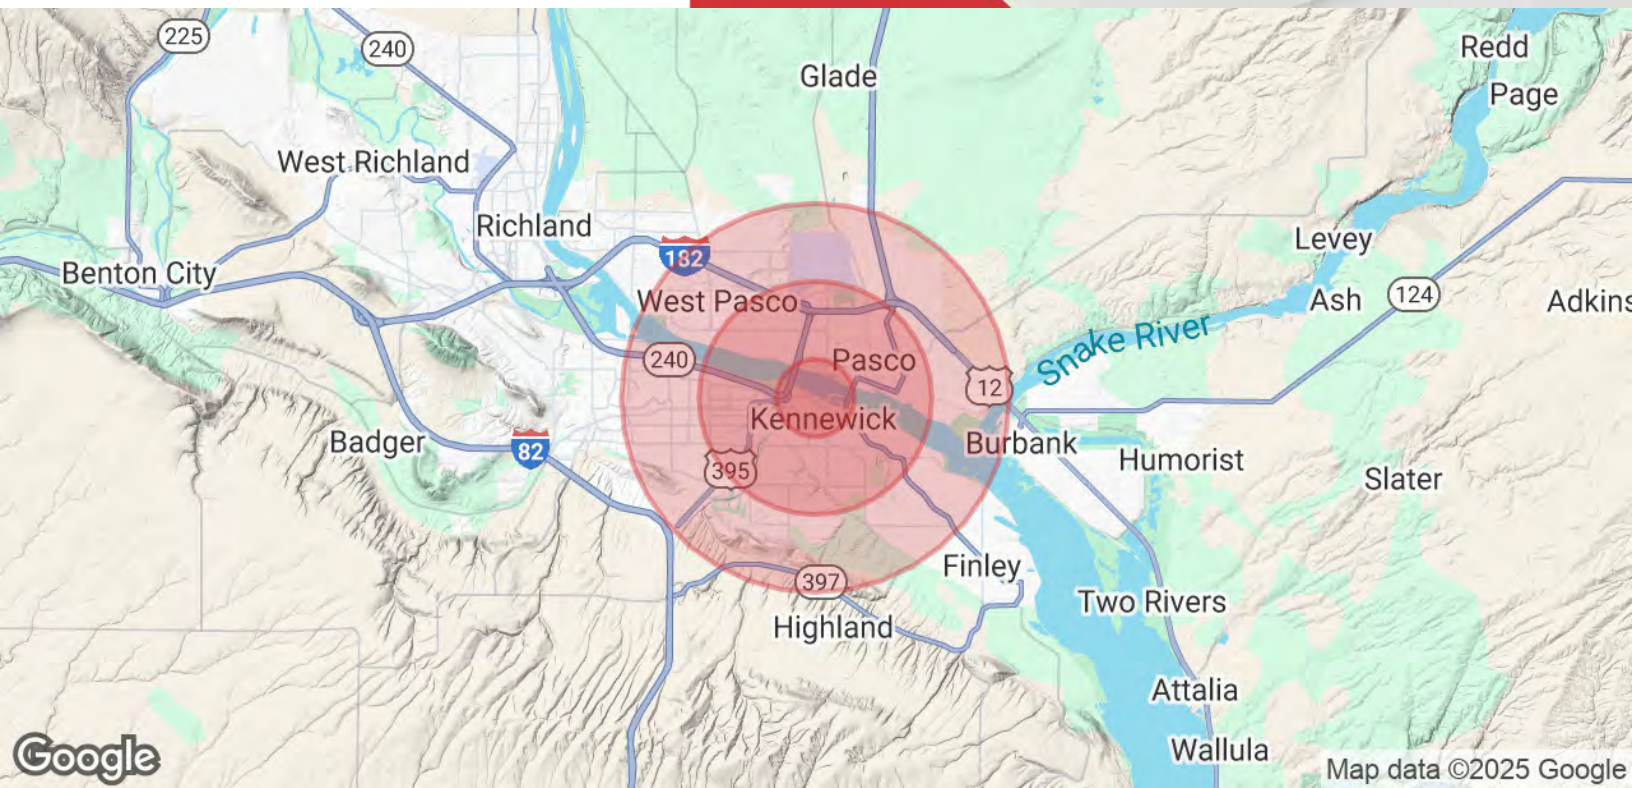 225
240
Glade
Redd
Page
West Richland
Richland
Levey
182
Benton City
West Pasco
Ash
124
Adkins
Snake River
240
Pasco
12
Kennewick
Badger
82
Burbank
Humorist
395
Slater
Finley
397
Two Rivers
Highland
Attalia
Wallula
Google
Map data ©2025 Google